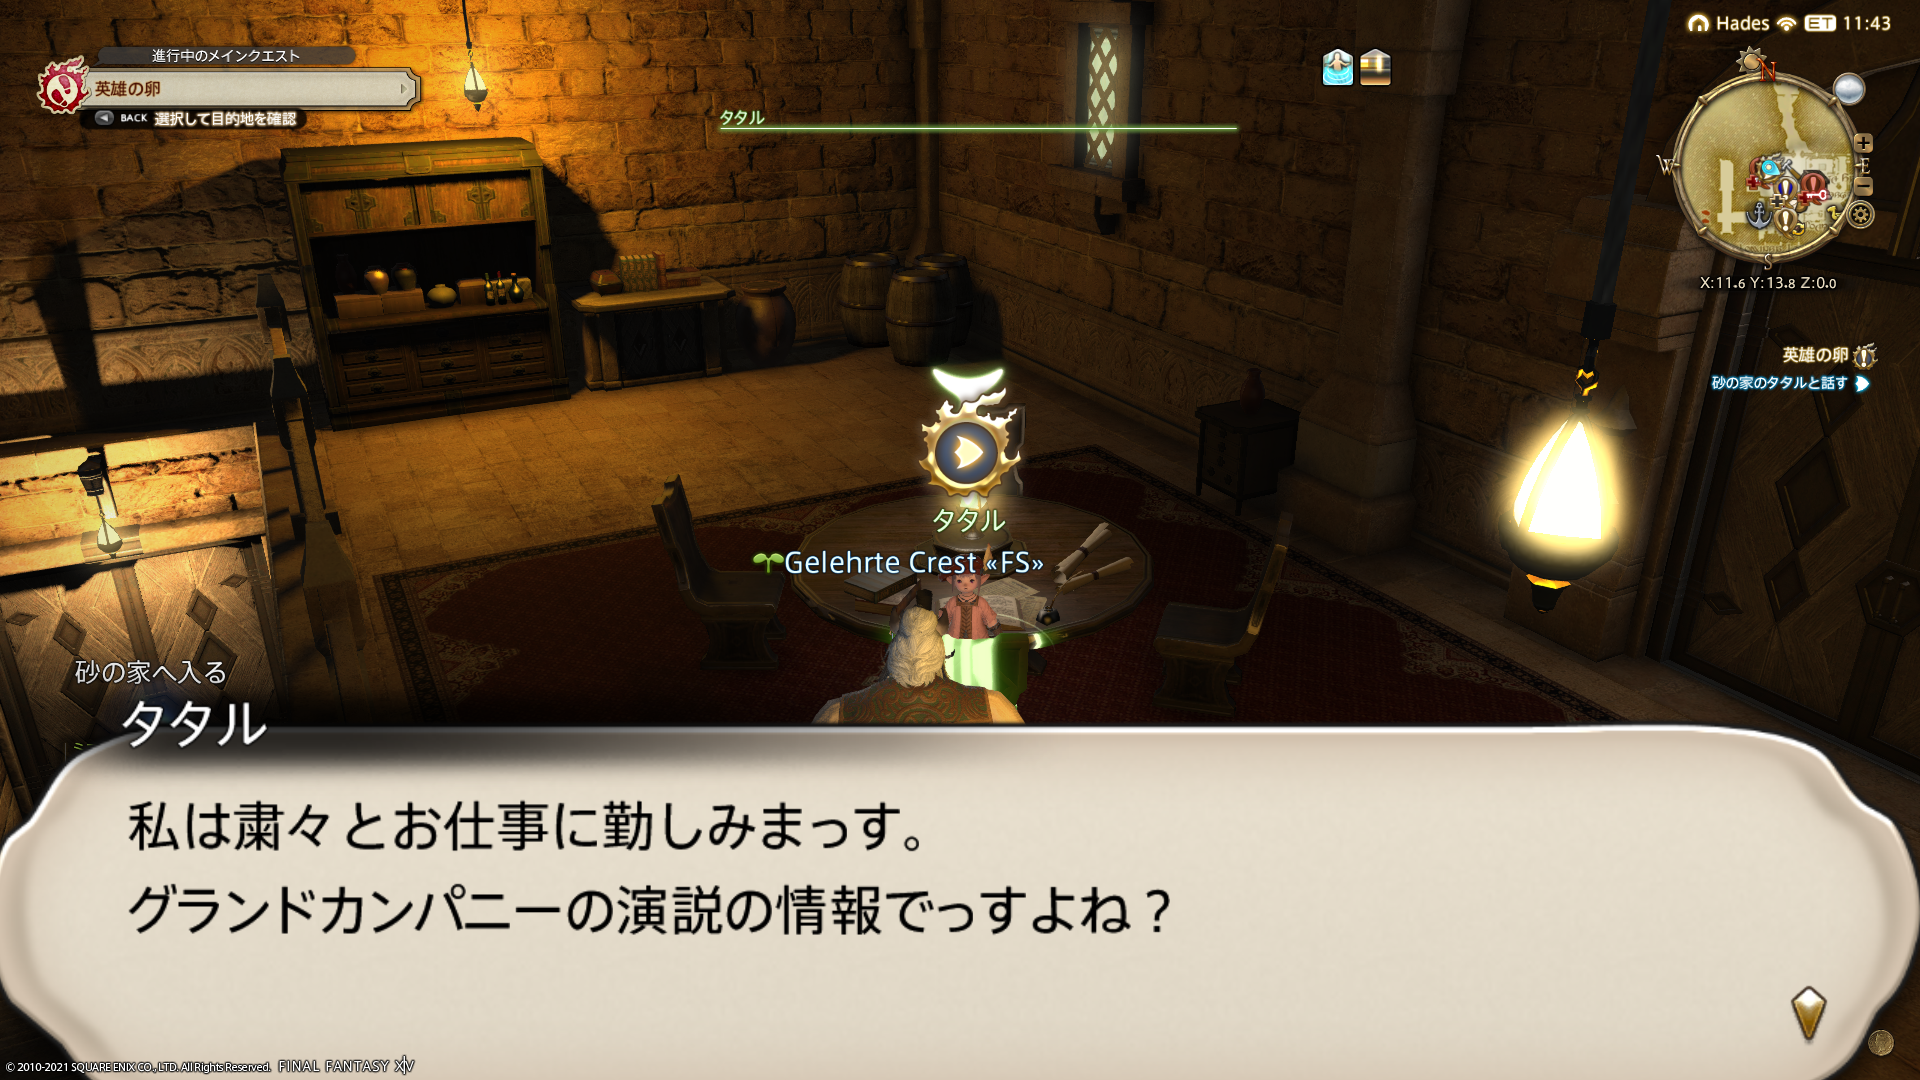 Hades ET 11:43
進行中のメインクエスト
英雄の卵
BACK 選択して目的地を確認
タタル
N
W
E
S
X:11.6 Y:13.8 Z:0.0
英雄の卵
砂の家のタタルと話す
タタル
Gelehrte Crest «FS»
砂の家へ入る
タタル
私は粛々とお仕事に勤しみまっす。
グランドカンパニーの演説の情報でっすよね？
© 2010-2021 SQUARE ENIX CO., LTD. All Rights Reserved. FINAL FANTASY XIV